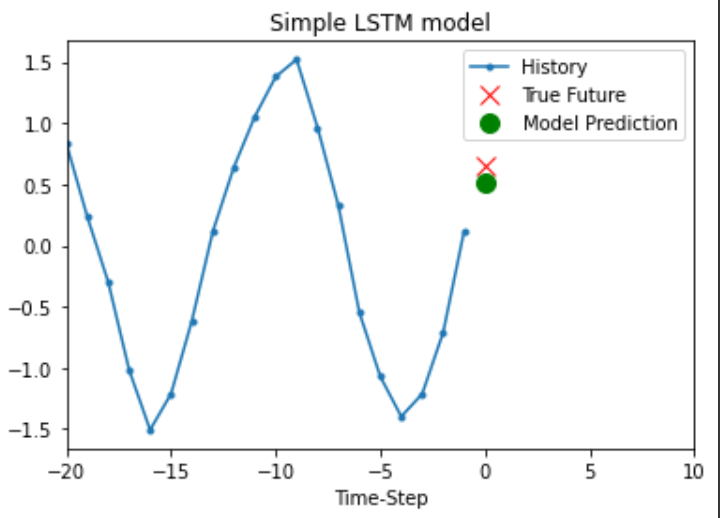 Simple LSTM model
History
True Future
Model Prediction
1.5
1.0
0.5
0.0
−0.5
−1.0
−1.5
−20 −15 −10 −5 0 5 10
Time-Step